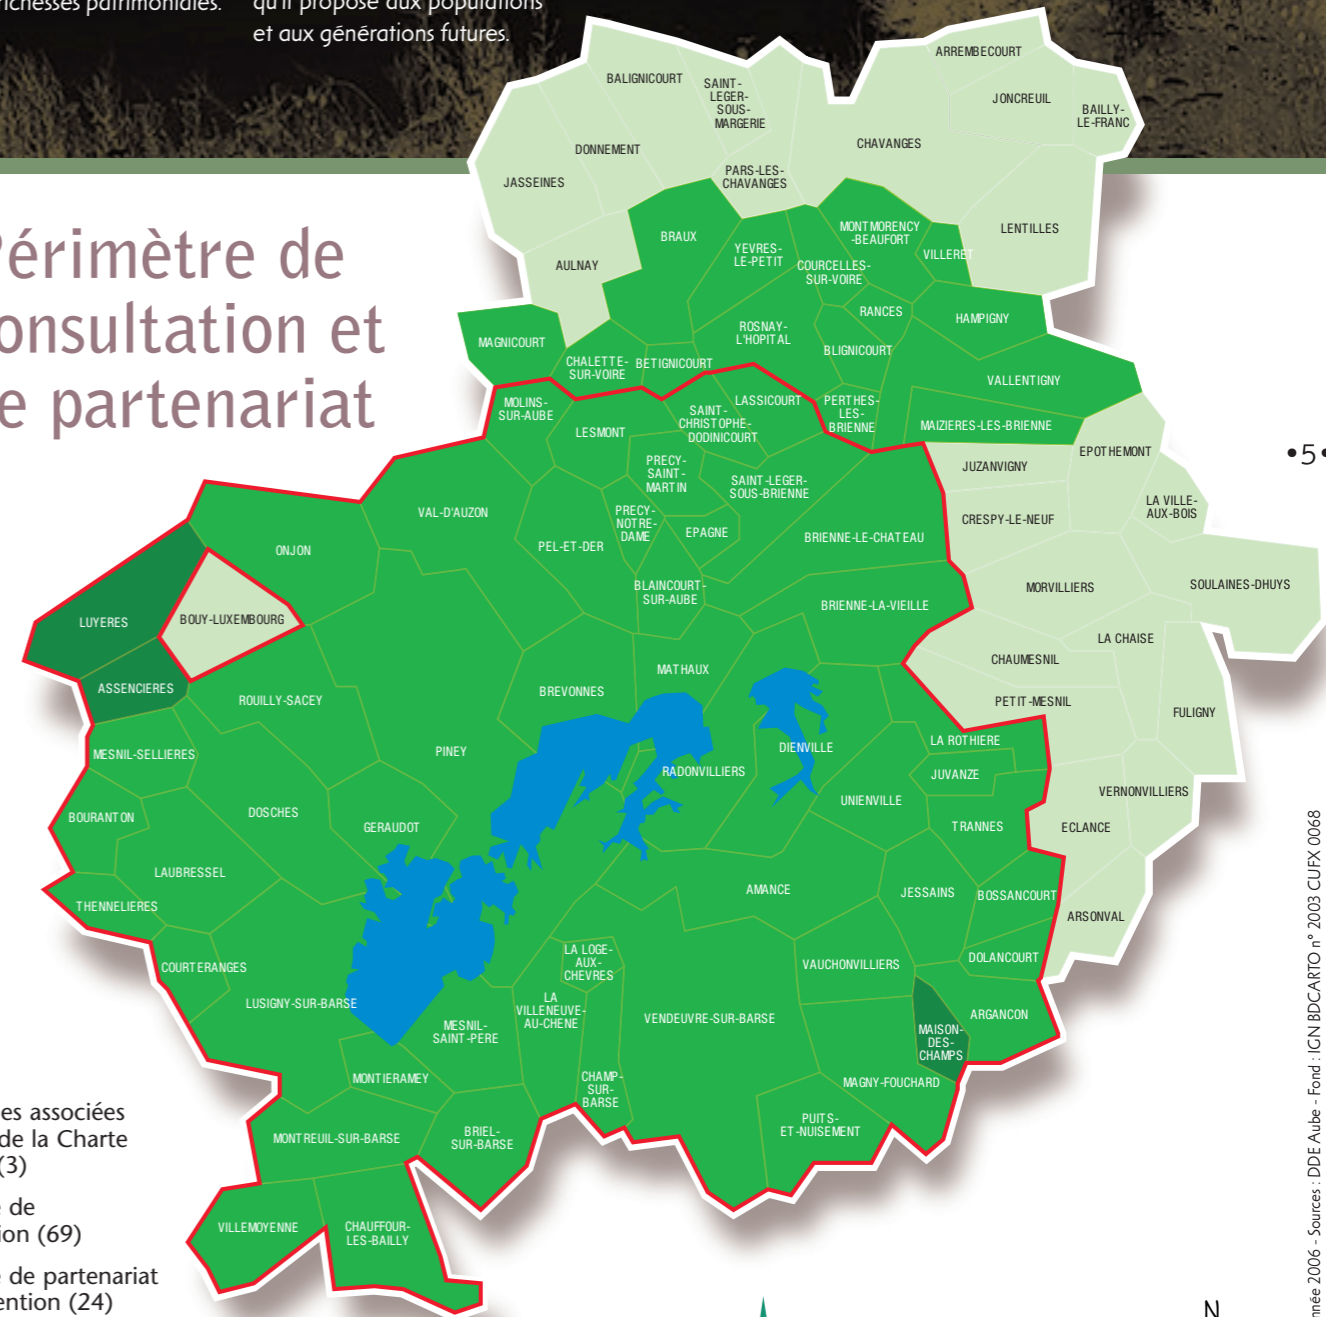 richesses patrimoniales.
qu'il propose aux populations
et aux générations futures.
Périmètre de
consultation et
de partenariat
•5•
ARREMBECOURT
BALIGNICOURT
SAINT-
LEGER-
SOUS-
MARGERIE
JONCREUIL
BAILLY-
LE-FRANC
DONNEMENT
CHAVANGES
JASSEINES
PARS-LES-
CHAVANGES
LENTILLES
BRAUX
MONTMORENCY
-BEAUFORT
YEVRES-
LE-PETIT
VILLERET
AULNAY
COURCELLES-
SUR-VOIRE
RANCES
HAMPIGNY
ROSNAY-
L'HOPITAL
MAGNICOURT
BLIGNICOURT
CHALETTE-
SUR-VOIRE
BETIGNICOURT
VALLENTIGNY
MOLINS-
SUR-AUBE
LASSICOURT
PERTHES-
LES-
BRIENNE
SAINT-
CHRISTOPHE-
DODINICOURT
MAIZIERES-LES-BRIENNE
LESMONT
EPOTHEMONT
JUZANVIGNY
PRECY-
SAINT-
MARTIN
SAINT-LEGER-
SOUS-BRIENNE
LA VILLE-
AUX-BOIS
VAL-D'AUZON
PRECY-
NOTRE-
DAME
CRESPY-LE-NEUF
EPAGNE
BRIENNE-LE-CHATEAU
ONJON
PEL-ET-DER
MORVILLIERS
SOULAINES-DHUYS
BLAINCOURT-
SUR-AUBE
BRIENNE-LA-VIEILLE
LUYERES
BOUY-LUXEMBOURG
LA CHAISE
CHAUMESNIL
MATHAUX
ASSENCIERES
BREVONNES
ROUILLY-SACEY
PETIT-MESNIL
FULIGNY
LA ROTHIERE
MESNIL-SELLIERES
PINEY
DIENVILLE
RADONVILLIERS
JUVANZE
VERNONVILLIERS
UNIENVILLE
BOURANTON
DOSCHES
GERAUDOT
TRANNES
ECLANCE
LAUBRESSEL
AMANCE
JESSAINS
BOSSANCOURT
THENNELIERES
ARSONVAL
LA LOGE-
AUX-
CHEVRES
VAUCHONVILLIERS
DOLANCOURT
COURTERANGES
LUSIGNY-SUR-BARSE
LA
VILLENEUVE-
AU-CHENE
VENDEUVRE-SUR-BARSE
ARGANCON
MESNIL-
SAINT-PERE
MAISON-
DES-
CHAMPS
MONTIERAMEY
CHAMP-
SUR-
BARSE
MAGNY-FOUCHARD
PUITS-
ET-NUISEMENT
MONTREUIL-SUR-BARSE
BRIEL-
SUR-BARSE
VILLEMOYENNE
CHAUFFOUR-
LES-BAILLY
es associées
de la Charte
(3)
de
ion (69)
de partenariat
ention (24)
N
nnée 2006 - Sources : DDE Aube - Fond : IGN BDCARTO n° 2003 CUFX 0068